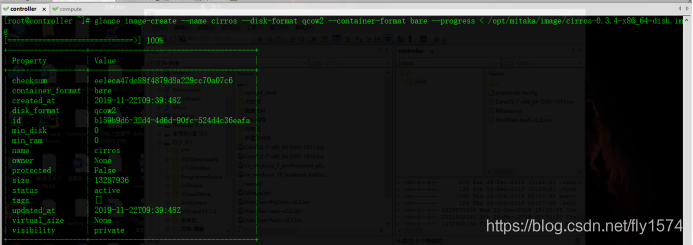 controller
compute
[root@controller ~]# glance image-create --name cirros --disk-format qcow2 --container-format bare --progress < /opt/mitaka/image/cirros-0.3.4-x86_64-disk.im
g
[=============================>] 100%
+------------------+--------------------------------------+
| Property | Value |
+------------------+--------------------------------------+
| checksum | ee1eca47dc88f4879d8a229cc70a07c6 |
| container_format | bare |
| created_at | 2019-11-22T09:39:48Z |
| disk_format | qcow2 |
| id | b159b9d6-32d4-4d6d-90fc-524d4c36eafa |
| min_disk | 0 |
| min_ram | 0 |
| name | cirros |
| owner | None |
| protected | False |
| size | 13287936 |
| status | active |
| tags | [] |
| updated_at | 2019-11-22T09:39:48Z |
| virtual_size | None |
| visibility | private |
+------------------+--------------------------------------+
controller
https://blog.csdn.net/fly1574